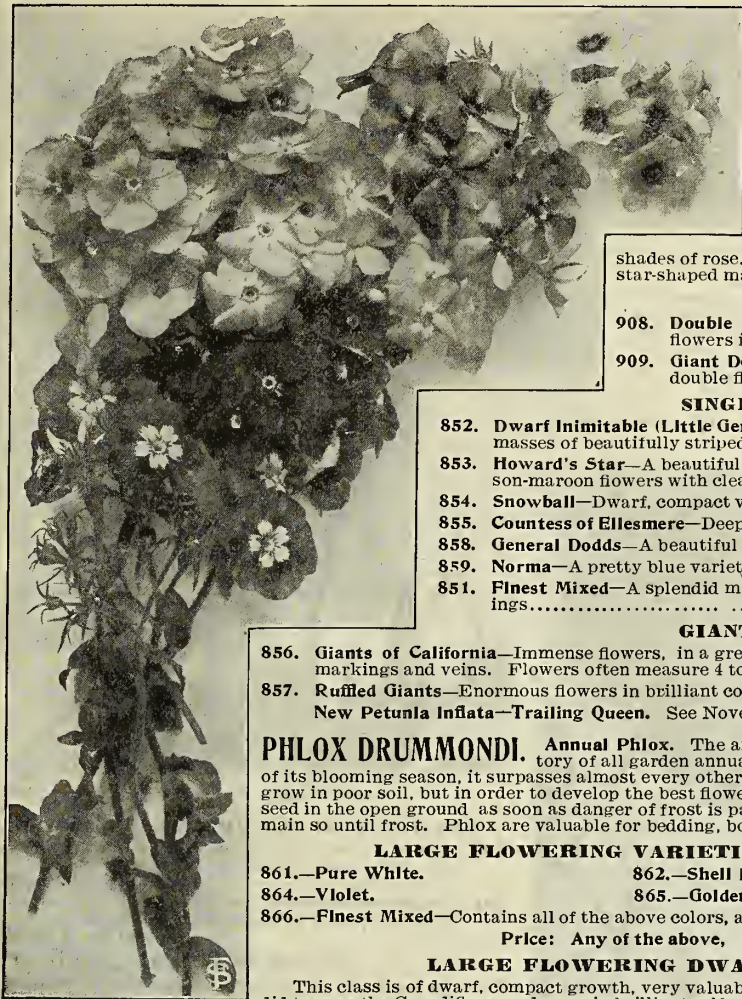 shades of rose.
star-shaped ma
908. Double
flowers i
909. Giant D
double fl
SINGL
852. Dwarf Inimitable (Little Ge
masses of beautifully striped
853. Howard's Star—A beautiful
son-maroon flowers with clea
854. Snowball—Dwarf, compact v
855. Countess of Ellesmere—Deep
858. General Dodds—A beautiful
859. Norma—A pretty blue variet
851. Finest Mixed—A splendid m
ings...................... ..
GIANT
856. Giants of California—Immense flowers, in a gre
markings and veins. Flowers often measure 4 to
857. Ruffled Giants—Enormous flowers in brilliant co
New Petunia Inflata—Trailing Queen. See Nove
PHLOX DRUMMONDI. Annual Phlox. The a
tory of all garden annua
of its blooming season, it surpasses almost every other
grow in poor soil, but in order to develop the best flowe
seed in the open ground as soon as danger of frost is pa
main so until frost. Phlox are valuable for bedding, bo
LARGE FLOWERING VARIETI
861.—Pure White. 862.—Shell
864.—Violet. 865.—Golde
866.—Finest Mixed—Contains all of the above colors, a
Price: Any of the above,
LARGE FLOWERING DWA
This class is of dwarf, compact growth, very valuab